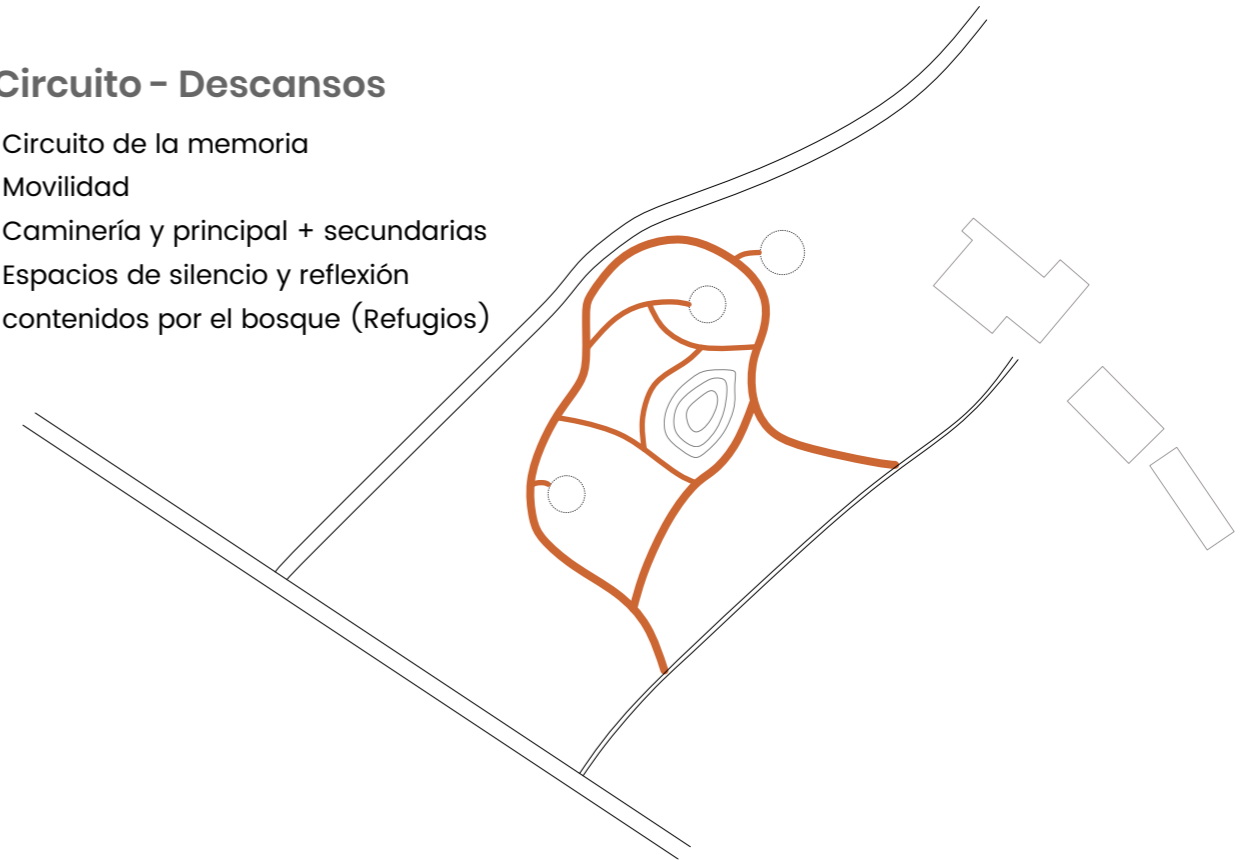 Circuito - Descansos
Circuito de la memoria
Movilidad
Caminería y principal + secundarias
Espacios de silencio y reflexión
contenidos por el bosque (Refugios)